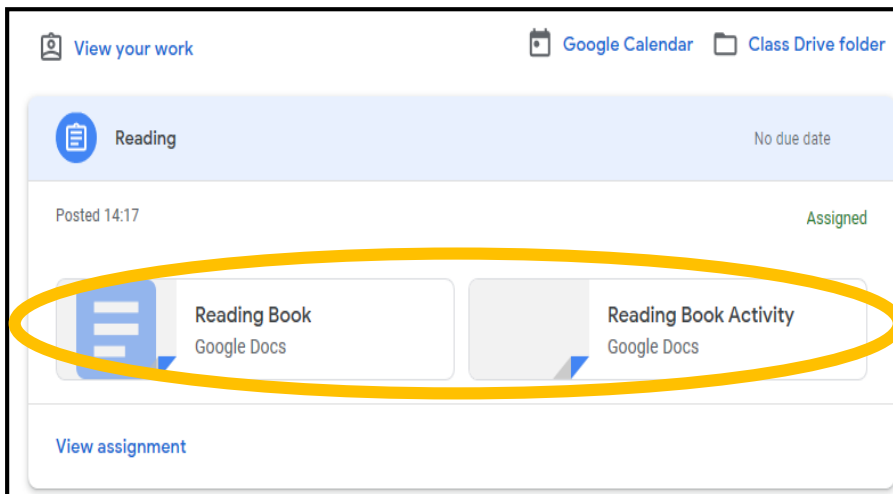 View your work
Google Calendar Class Drive folder
Reading No due date
Posted 14:17 Assigned
Reading Book Reading Book Activity
Google Docs Google Docs
View assignment